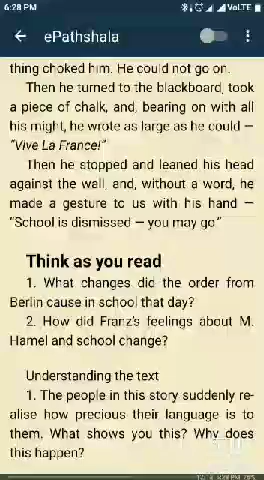 6:28 PM VoLTE
ePathshala
thing choked him. He could not go on.
Then he turned to the blackboard, took
a piece of chalk, and, bearing on with all
his might, he wrote as large as he could —
“Vive La France!”
Then he stopped and leaned his head
against the wall, and, without a word, he
made a gesture to us with his hand —
“School is dismissed — you may go.”
Think as you read
1. What changes did the order from
Berlin cause in school that day?
2. How did Franz’s feelings about M.
Hamel and school change?
Understanding the text
1. The people in this story suddenly re-
alise how precious their language is to
them. What shows you this? Why does
this happen?